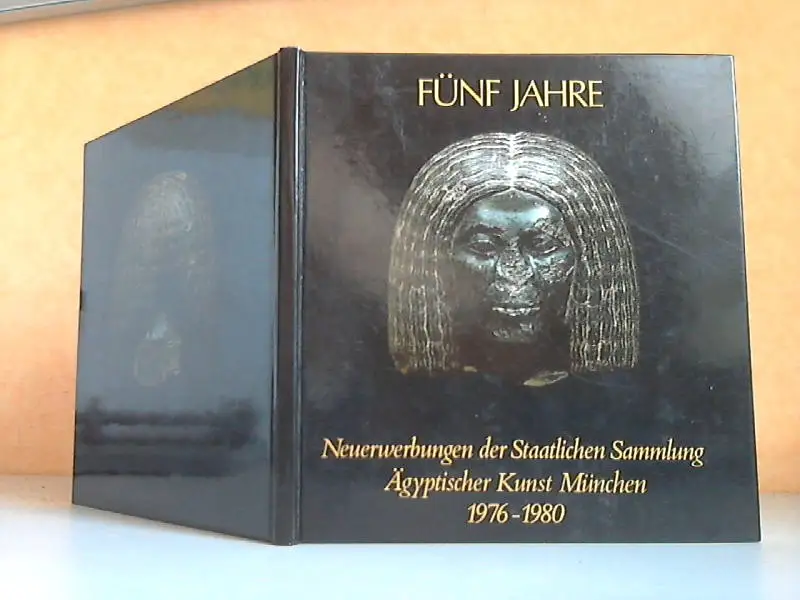 FÜNF JAHRE
Neuerwerbungen der Staatlichen Sammlung
Ägyptischer Kunst München
1976-1980